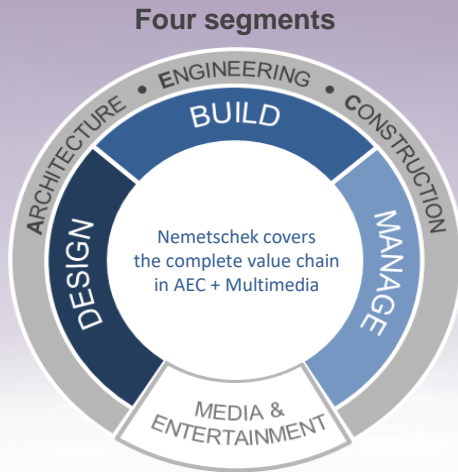 Four segments
ARCHITECTURE • ENGINEERING • CONSTRUCTION
BUILD
DESIGN
MANAGE
Nemetschek covers
the complete value chain
in AEC + Multimedia
MEDIA &
ENTERTAINMENT